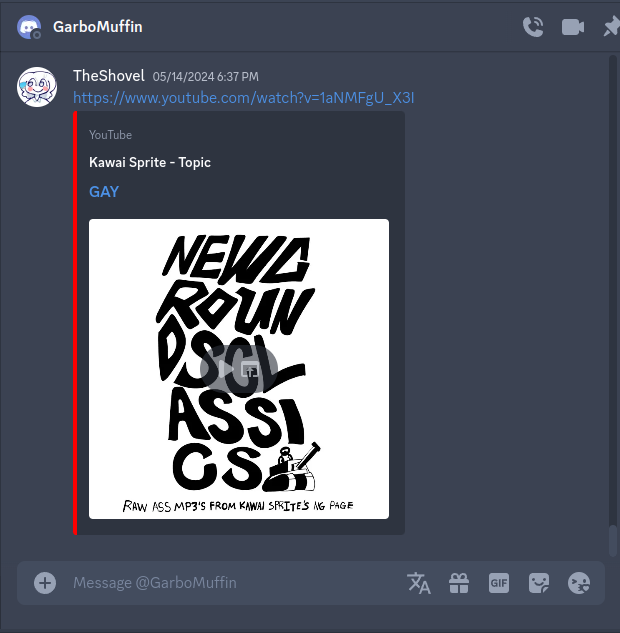 GarboMuffin
TheShovel 05/14/2024 6:37 PM
https://www.youtube.com/watch?v=1aNMFgU_X3I
YouTube
Kawai Sprite - Topic
GAY
NEWG
ROUN
DSCL
ASSI
CS
RAW ASS MP3'S FROM KAWAI SPRITE'S NG PAGE
Message @GarboMuffin
GIF